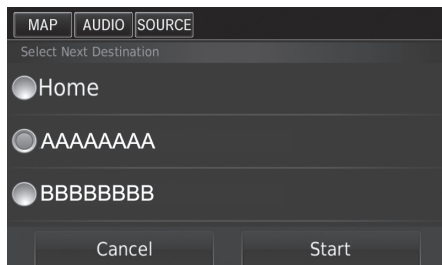 MAP AUDIO SOURCE
Select Next Destination
Home
AAAAAAAA
BBBBBBBB
Cancel Start